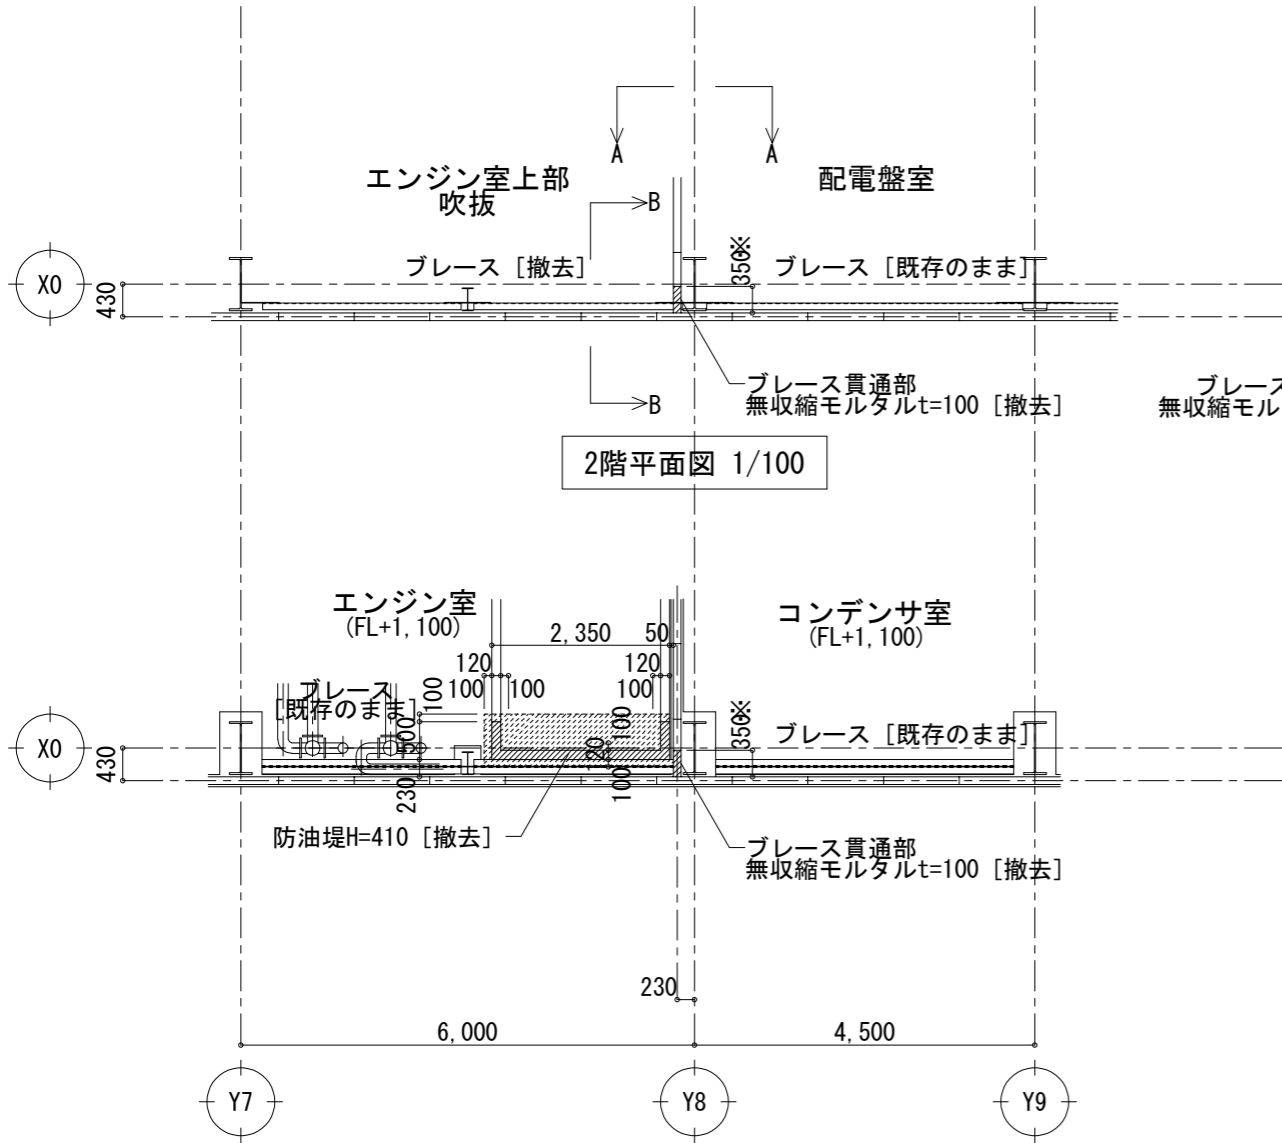 A
A
エンジン室上部
吹抜
配電盤室
B
ブレース [撤去]
350※
ブレース [既存のまま]
X0
430
ブレース貫通部
無収縮モルタルt=100 [撤去]
B
ブレース
無収縮モル
2階平面図 1/100
エンジン室
(FL+1,100)
コンデンサ室
(FL+1,100)
2,350
50
120
120
100
100
100
100
ブレース
[既存のまま]
500
100
120
350※
ブレース [既存のまま]
X0
430
230
100
防油堤H=410 [撤去]
ブレース貫通部
無収縮モルタルt=100 [撤去]
230
6,000
4,500
Y7
Y8
Y9